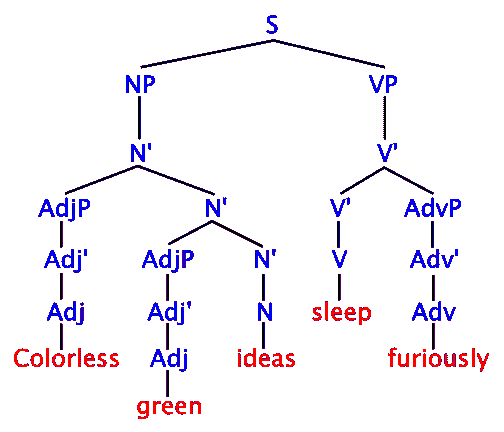 S
NP VP
N' V'
AdjP N' V' AdvP
Adj' AdjP N' V Adv'
Adj Adj' N sleep Adv
Colorless Adj ideas furiously
green